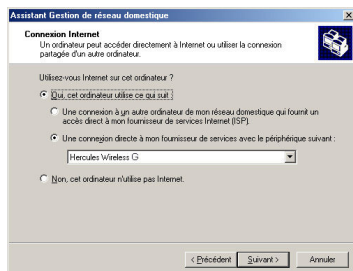 Assistant Gestion de réseau domestique
Connexion Internet
Un ordinateur peut accéder directement à Internet ou utiliser la connexion
partagée d'un autre ordinateur.
Utilisez-vous Internet sur cet ordinateur ?
Oui, cet ordinateur utilise ce qui suit :
Une connexion à un autre ordinateur de mon réseau domestique qui fournit un
accès direct à mon fournisseur de services Internet (ISP).
Une connexion directe à mon fournisseur de services avec le périphérique suivant :
Hercules Wireless G
Non, cet ordinateur n'utilise pas Internet.
< Précédent Suivant > Annuler